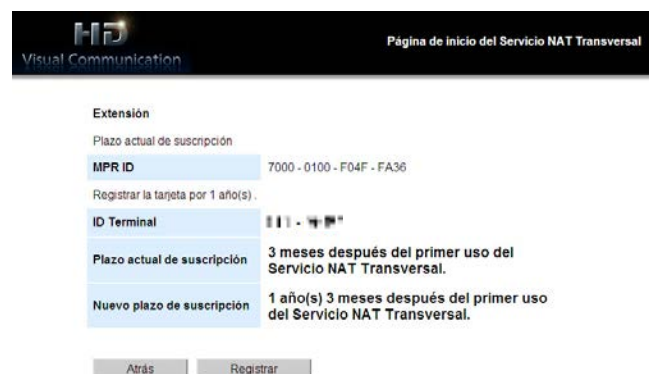 HD
Visual Communication
Página de inicio del Servicio NAT Transversal
Extensión
Plazo actual de suscripción
MPR ID 7000 - 0100 - F04F - FA36
Registrar la tarjeta por 1 año(s) .
ID Terminal
Plazo actual de suscripción 3 meses después del primer uso del
Servicio NAT Transversal.
Nuevo plazo de suscripción 1 año(s) 3 meses después del primer uso
del Servicio NAT Transversal.
Atrás Registrar